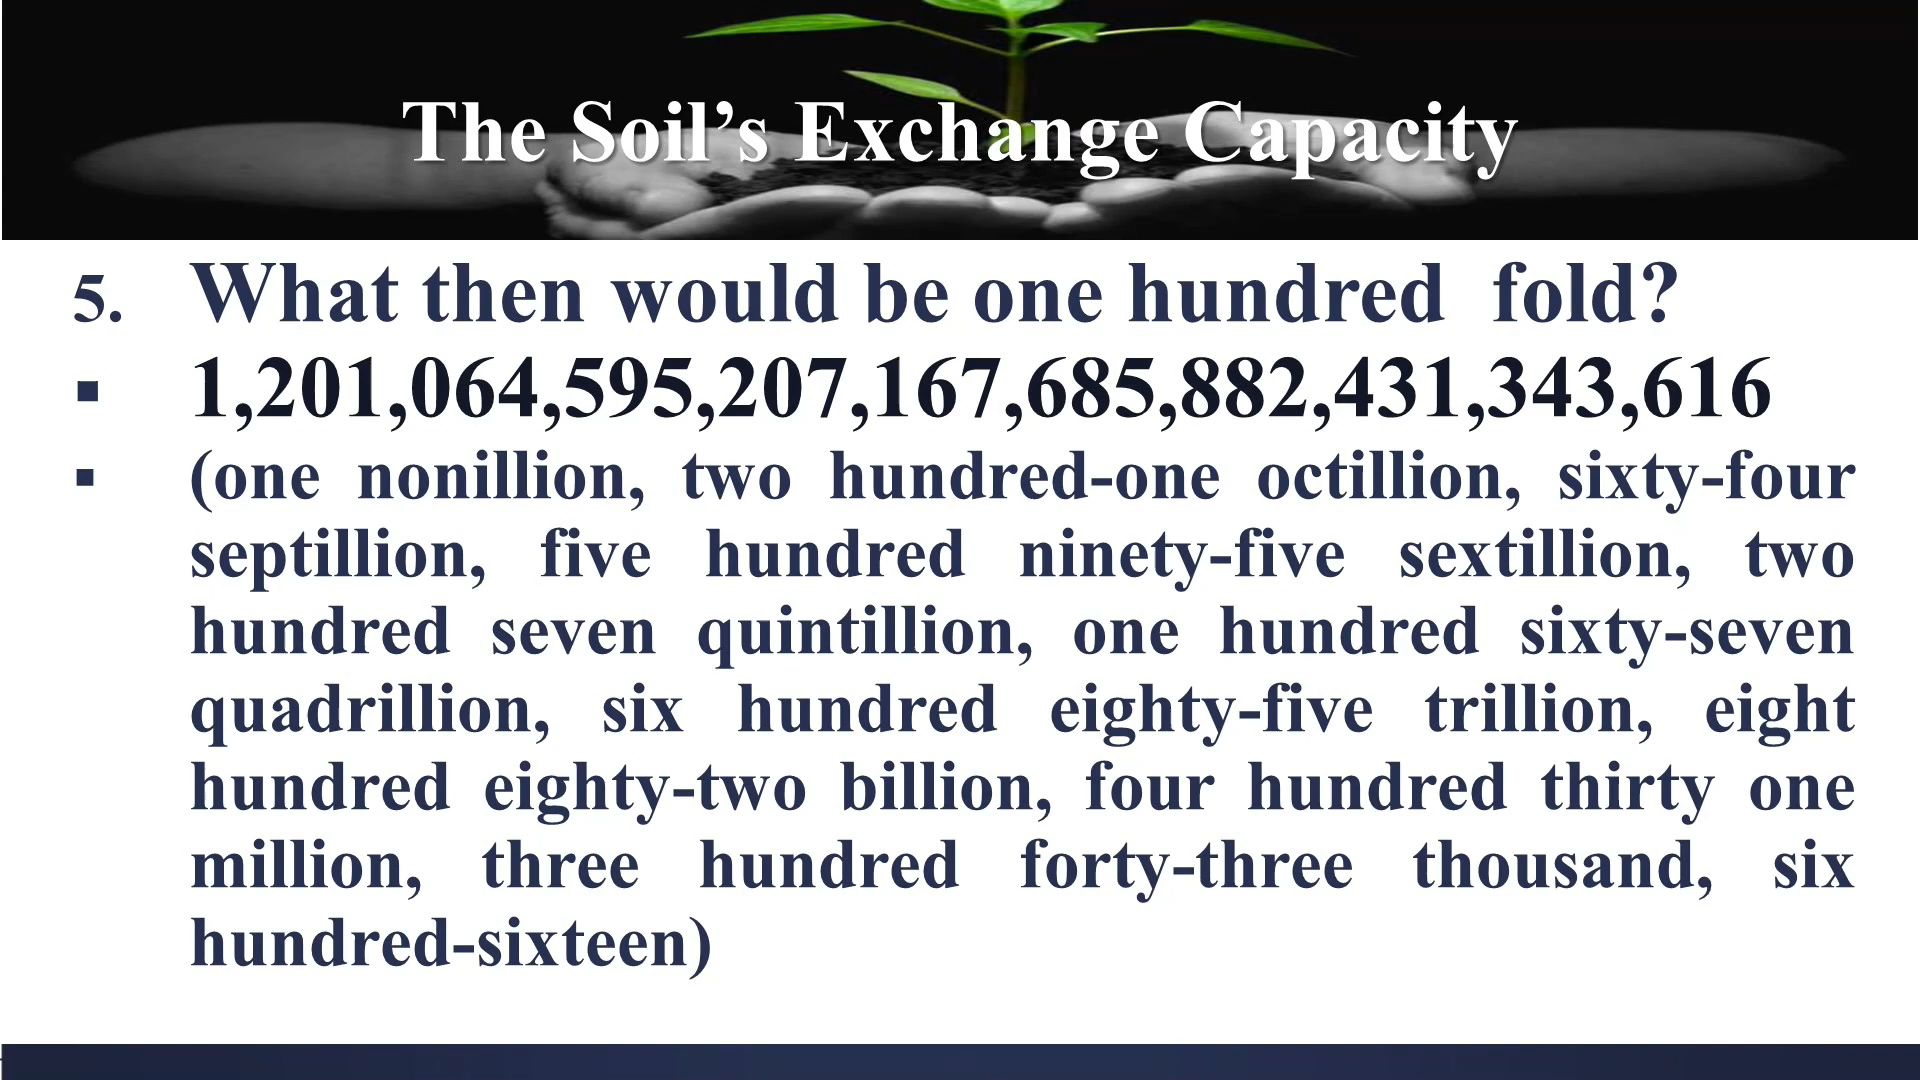 The Soil’s Exchange Capacity
5. What then would be one hundred fold?
▪ 1,201,064,595,207,167,685,882,431,343,616
▪ (one nonillion, two hundred-one octillion, sixty-four
septillion, five hundred ninety-five sextillion, two
hundred seven quintillion, one hundred sixty-seven
quadrillion, six hundred eighty-five trillion, eight
hundred eighty-two billion, four hundred thirty one
million, three hundred forty-three thousand, six
hundred-sixteen)